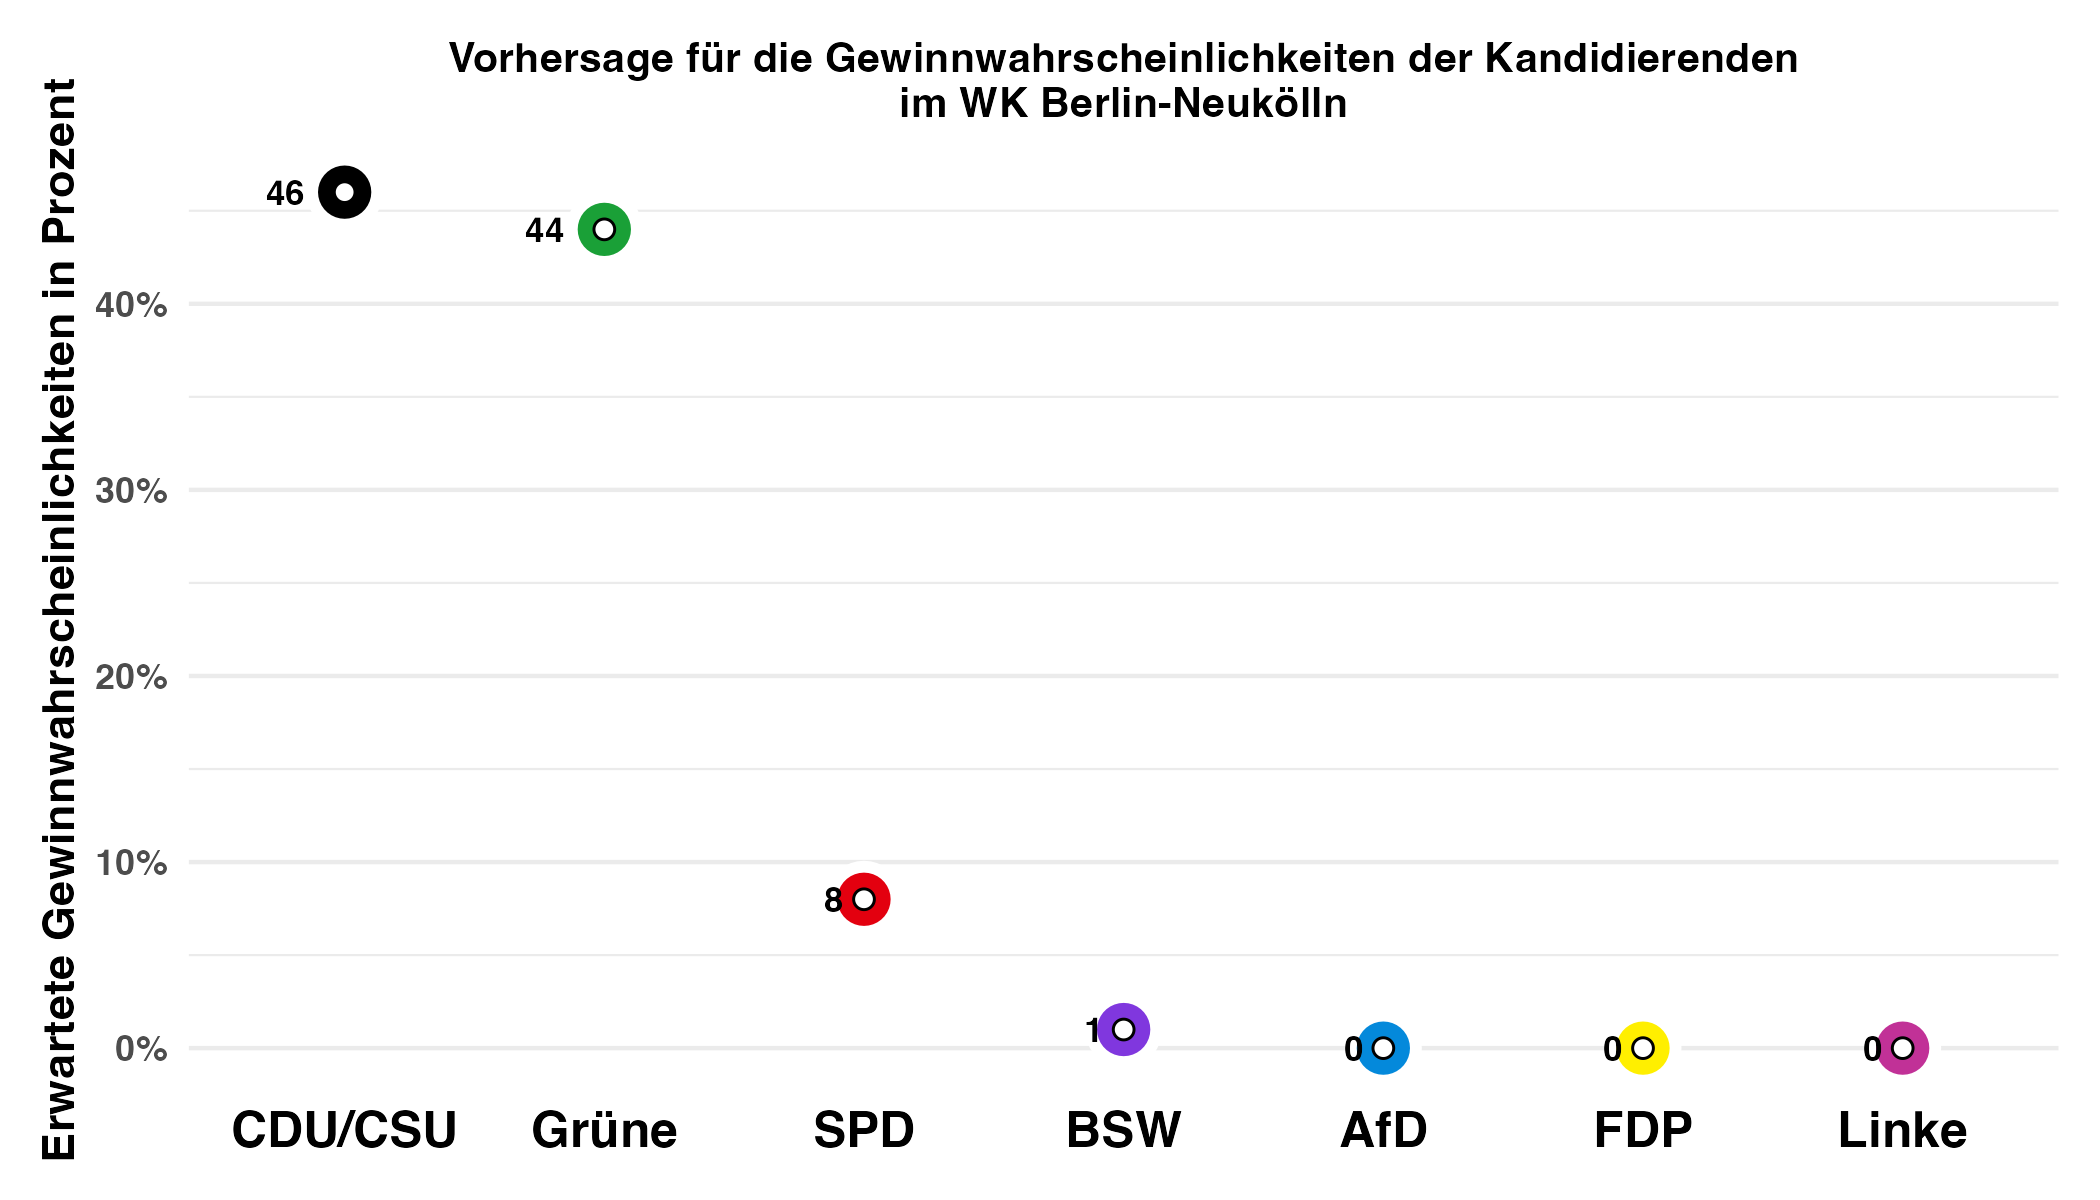 Vorhersage für die Gewinnwahrscheinlichkeiten der Kandidierenden
im WK Berlin-Neukölln
Erwartete Gewinnwahrscheinlichkeiten in Prozent
40%
30%
20%
10%
0%
46
44
8
1
0
0
0
CDU/CSU
Grüne
SPD
BSW
AfD
FDP
Linke